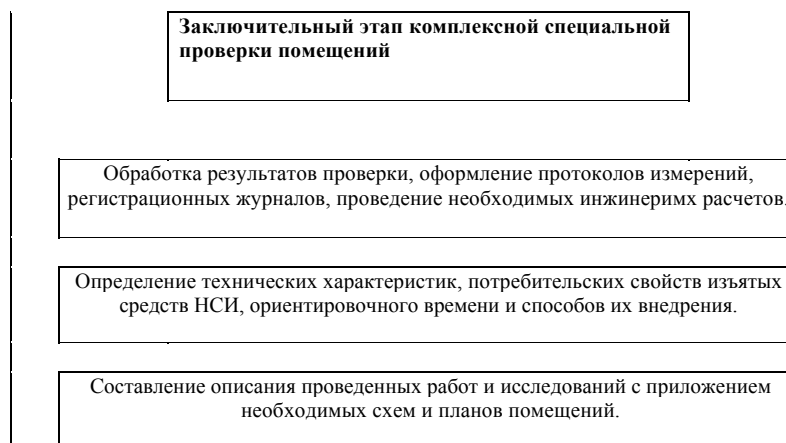 Заключительный этап комплексной специальной
проверки помещений
Обработка результатов проверки, оформление протоколов измерений,
регистрационных журналов, проведение необходимых инжинеримх расчетов.
Определение технических характеристик, потребительских свойств изъятых
средств НСИ, ориентировочного времени и способов их внедрения.
Составление описания проведенных работ и исследований с приложением
необходимых схем и планов помещений.